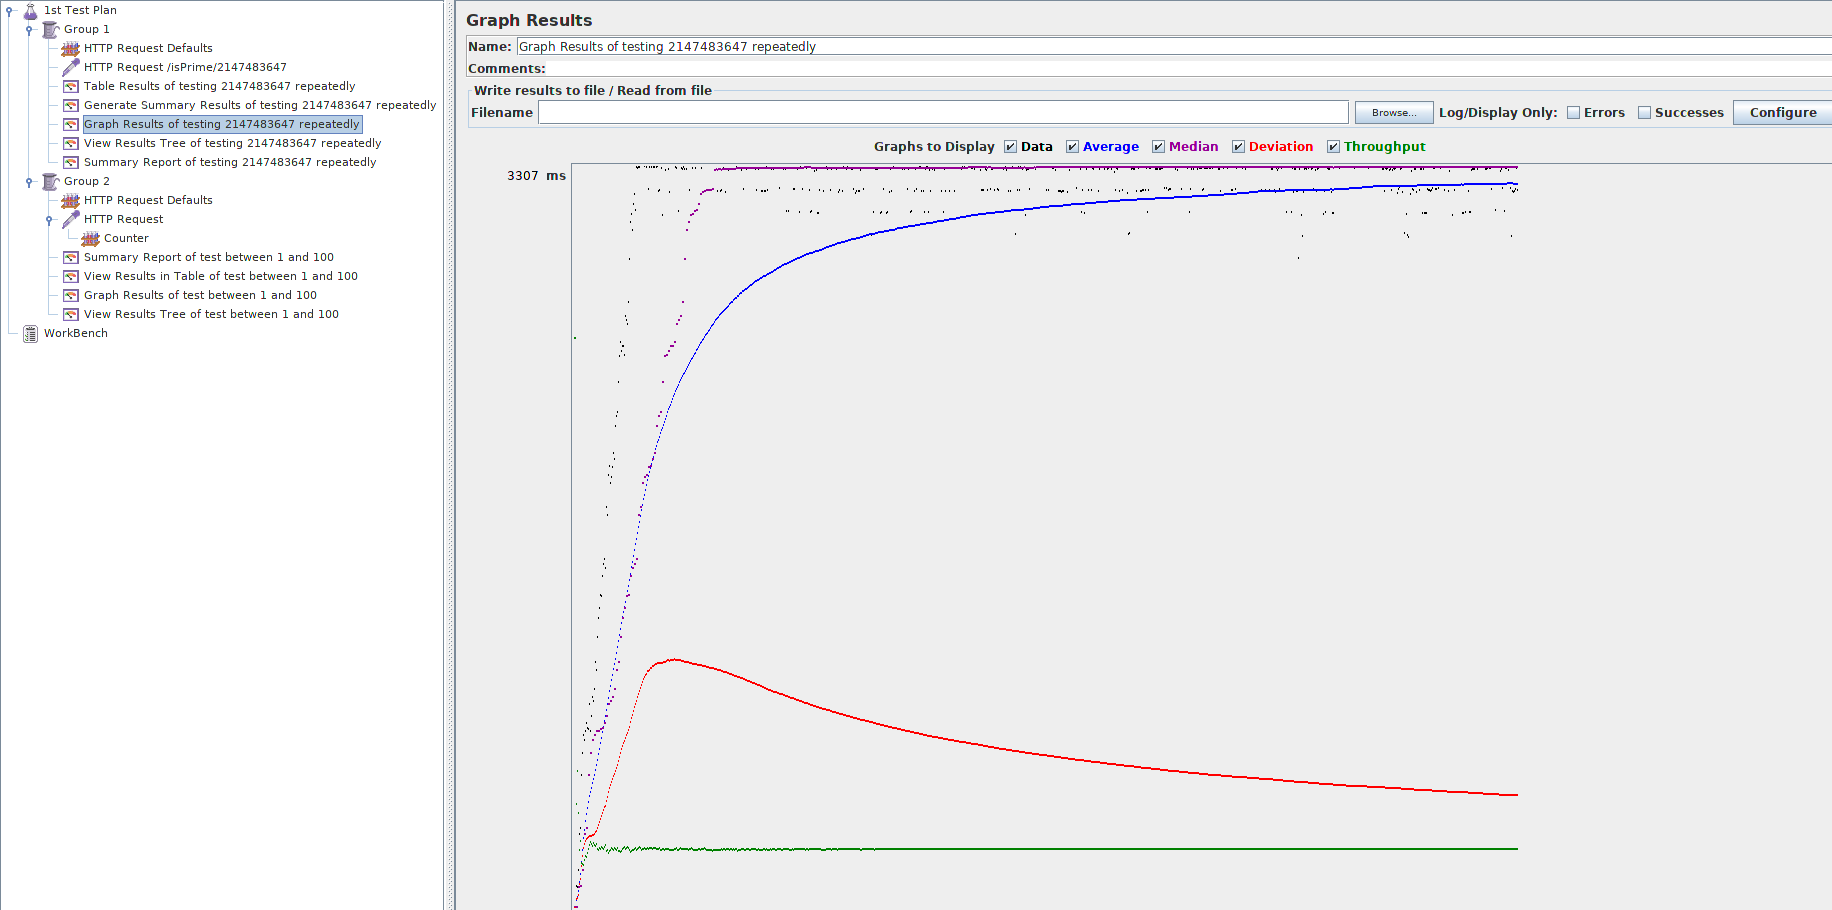 1st Test Plan
Group 1
HTTP Request Defaults
HTTP Request /isPrime/2147483647
Table Results of testing 2147483647 repeatedly
Generate Summary Results of testing 2147483647 repeatedly
Graph Results of testing 2147483647 repeatedly
View Results Tree of testing 2147483647 repeatedly
Summary Report of testing 2147483647 repeatedly
Group 2
HTTP Request Defaults
HTTP Request
Counter
Summary Report of test between 1 and 100
View Results in Table of test between 1 and 100
Graph Results of test between 1 and 100
View Results Tree of test between 1 and 100
WorkBench
Graph Results
Name: Graph Results of testing 2147483647 repeatedly
Comments:
Write results to file / Read from file
Filename Browse... Log/Display Only: Errors Successes Configure
Graphs to Display Data Average Median Deviation Throughput
3307 ms